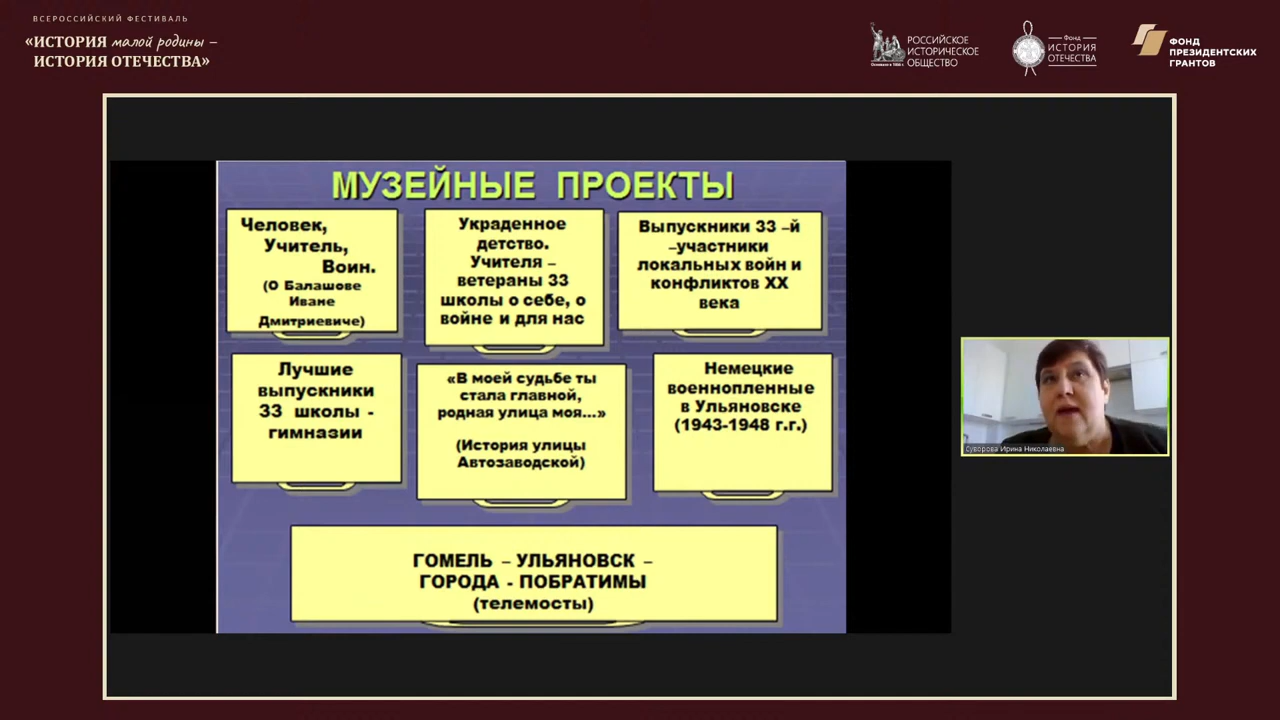 ВСЕРОССИЙСКИЙ ФЕСТИВАЛЬ
«ИСТОРИЯ малой родины –
ИСТОРИЯ ОТЕЧЕСТВА»
РОССИЙСКОЕ
ИСТОРИЧЕСКОЕ
ОБЩЕСТВО
Основано в 1866 г.
Фонд
ИСТОРИЯ
ОТЕЧЕСТВА
ФОНД
ПРЕЗИДЕНТСКИХ
ГРАНТОВ
МУЗЕЙНЫЕ ПРОЕКТЫ
Человек,
Учитель,
Воин.
(О Балашове
Иване
Дмитриевиче)
Украденное
детство.
Учителя –
ветераны 33
школы о себе, о
войне и для нас
Выпускники 33 –й
–участники
локальных войн и
конфликтов XX
века
Лучшие
выпускники
33 школы -
гимназии
«В моей судьбе ты
стала главной,
родная улица моя...»
(История улицы
Автозаводской)
Немецкие
военнопленные
в Ульяновске
(1943-1948 г.г.)
ГОМЕЛЬ – УЛЬЯНОВСК –
ГОРОДА - ПОБРАТИМЫ
(телемосты)
Суворова Ирина Николаевна